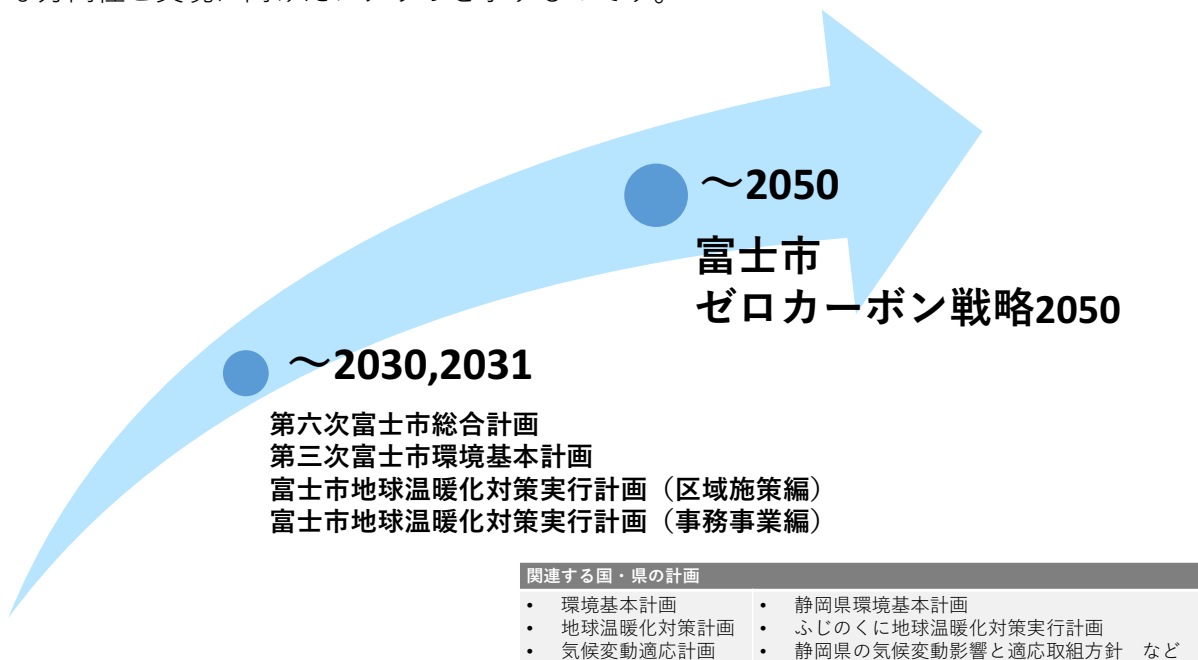 〜2050
富士市
ゼロカーボン戦略2050
〜2030,2031
第六次富士市総合計画
第三次富士市環境基本計画
富士市地球温暖化対策実行計画（区域施策編）
富士市地球温暖化対策実行計画（事務事業編）
関連する国・県の計画
• 環境基本計画 • 静岡県環境基本計画
• 地球温暖化対策計画 • ふじのくに地球温暖化対策実行計画
• 気候変動適応計画 • 静岡県の気候変動影響と適応取組方針　など